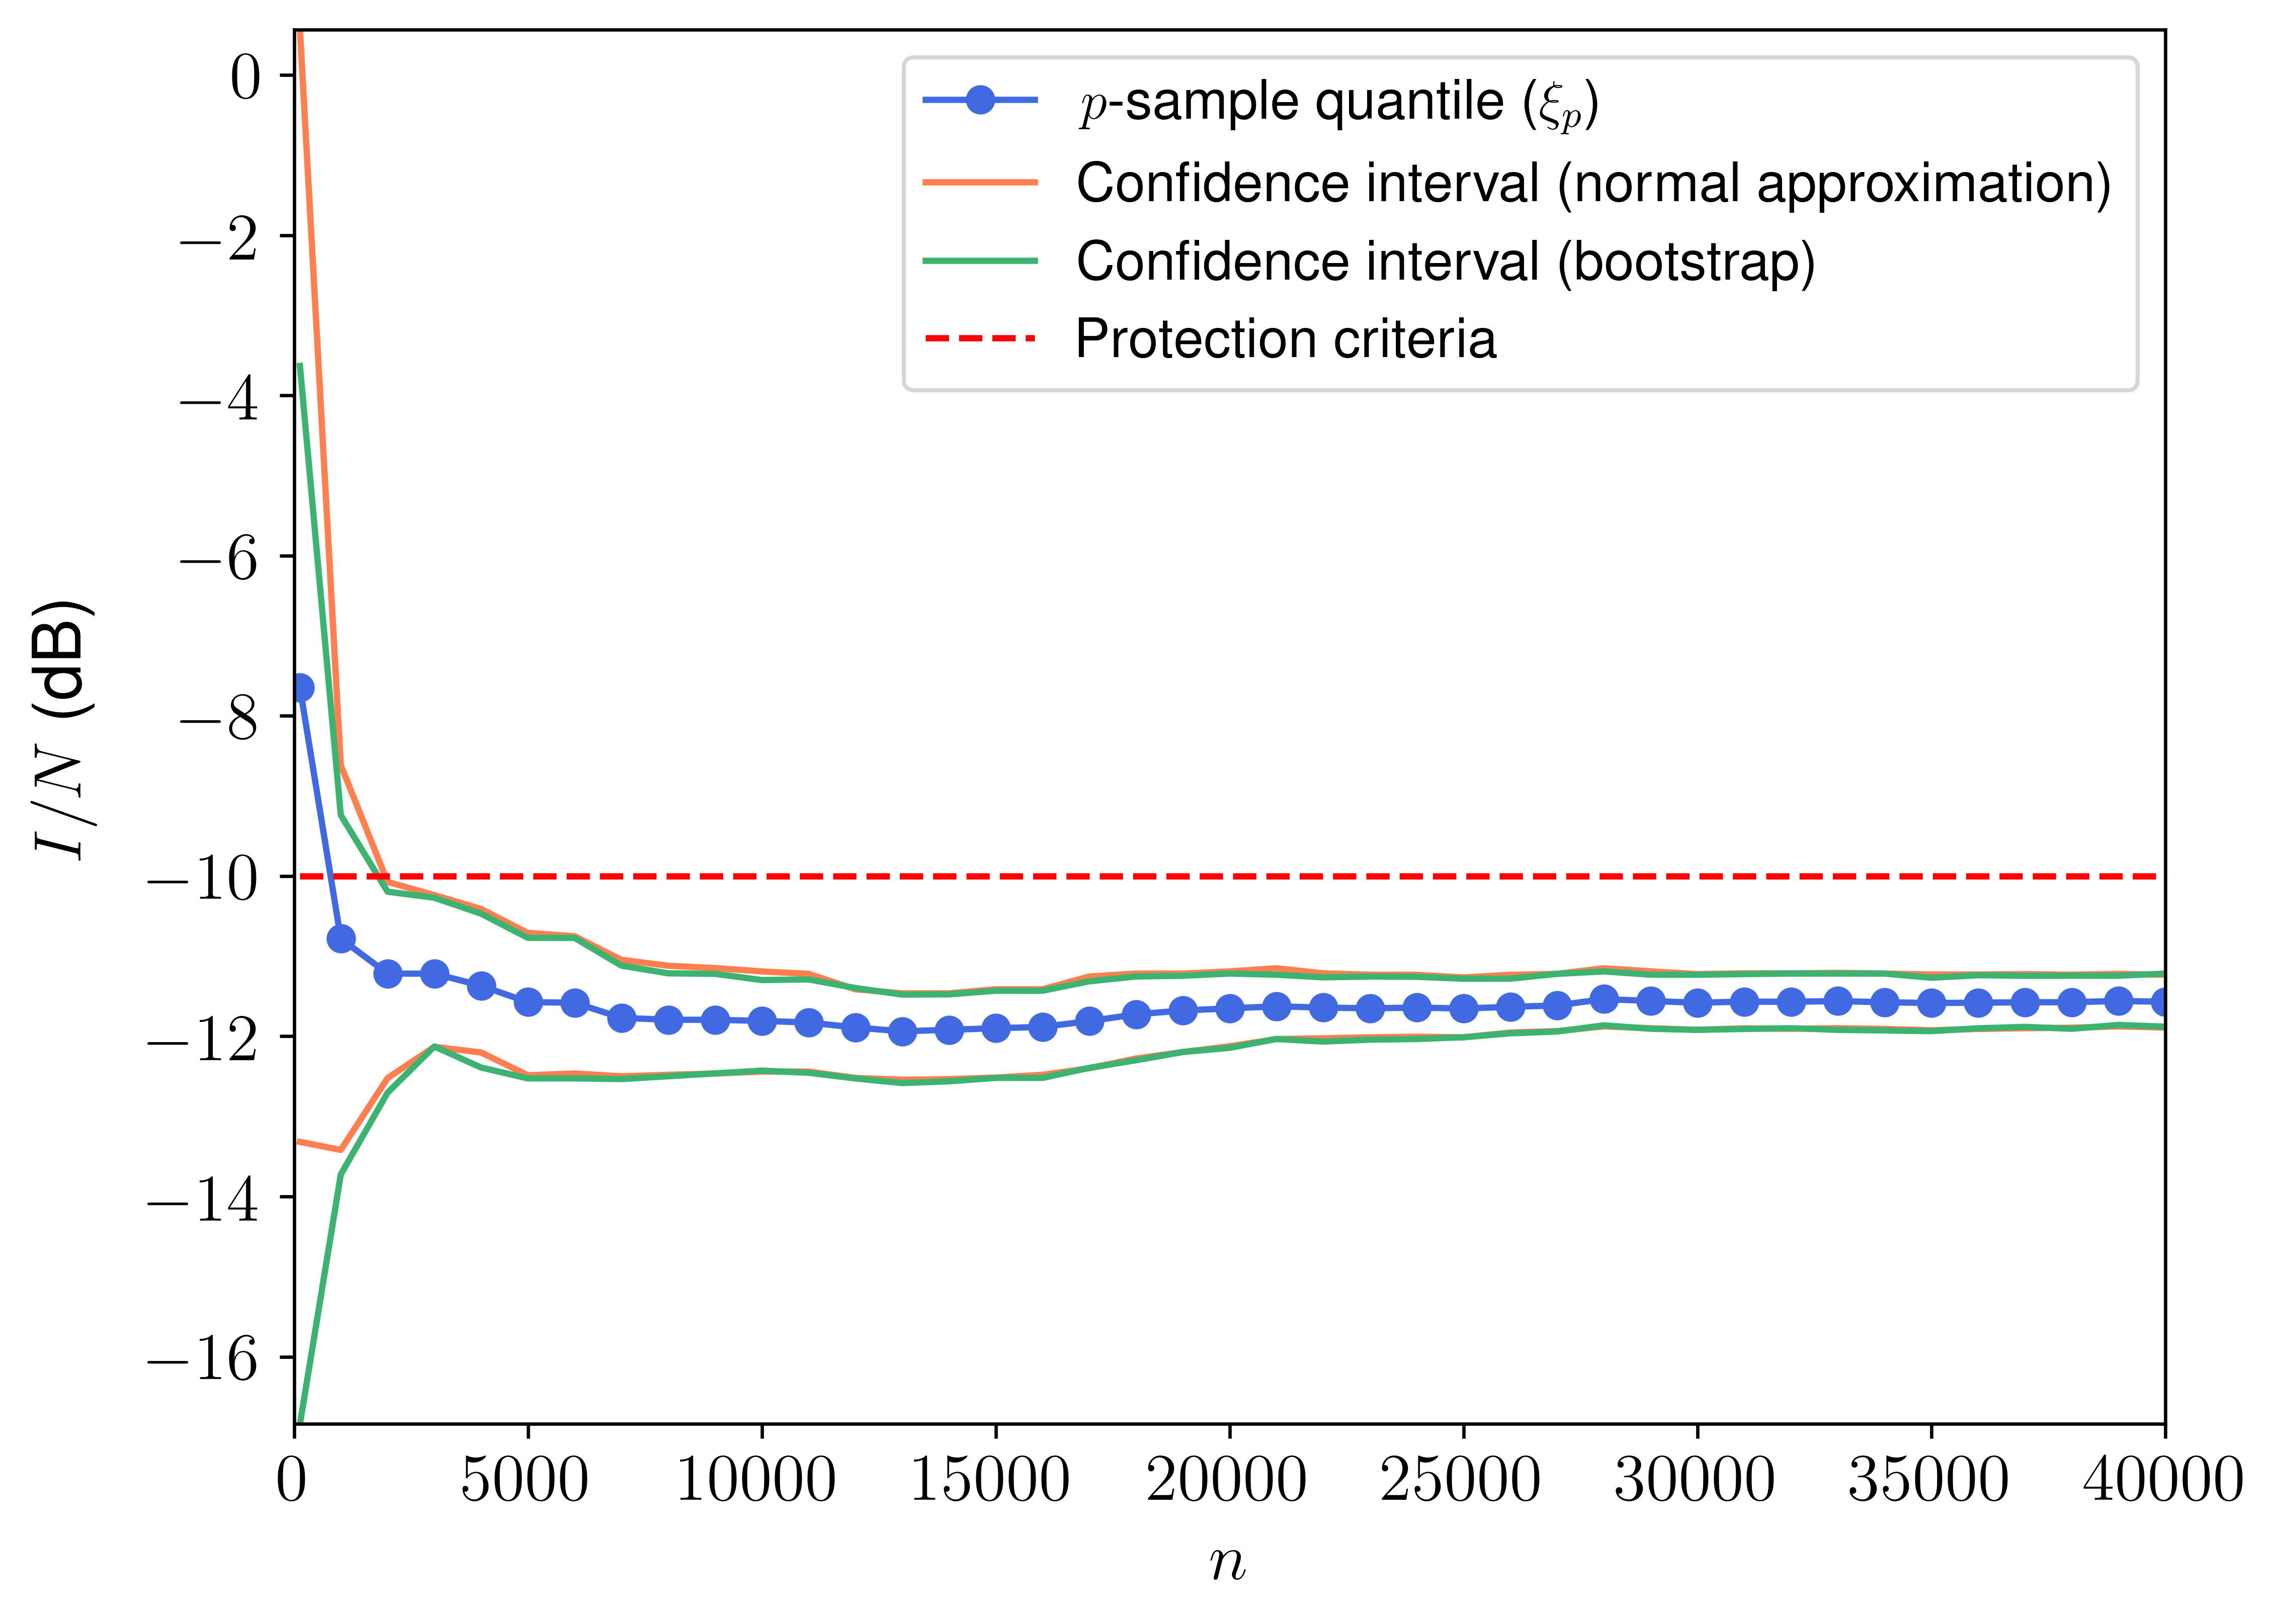 p-sample quantile (ξp)
Confidence interval (normal approximation)
Confidence interval (bootstrap)
Protection criteria
I/N (dB)
0
−2
−4
−6
−8
−10
−12
−14
−16
0 5000 10000 15000 20000 25000 30000 35000 40000
n